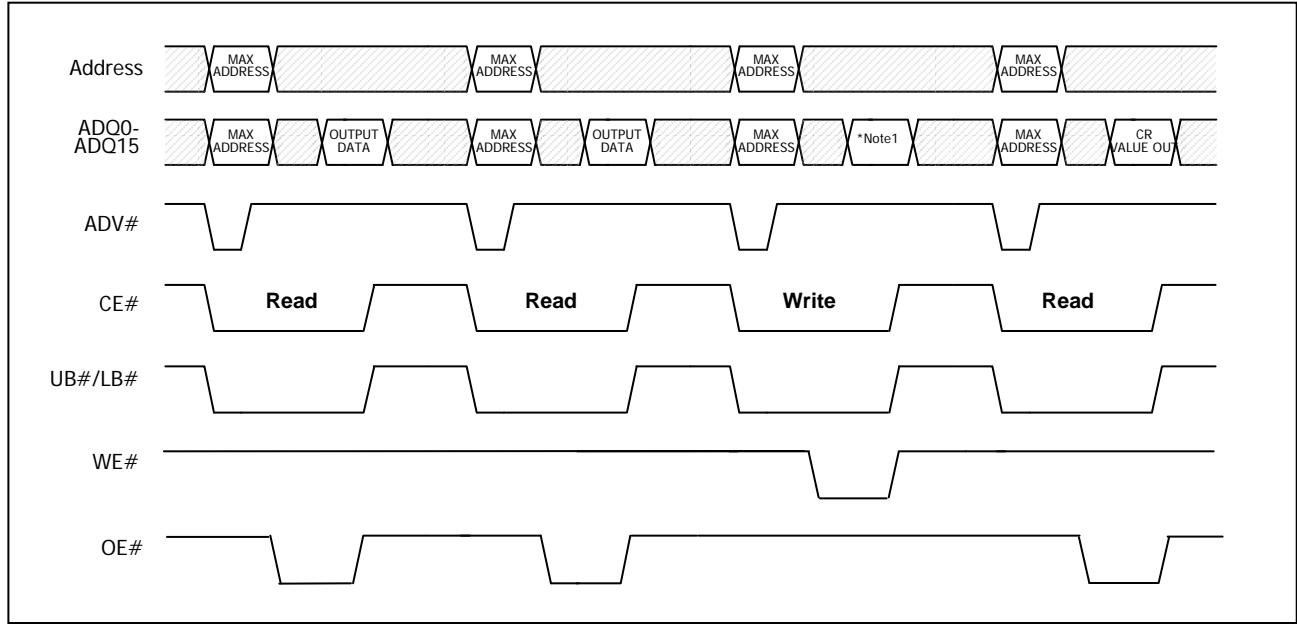 Address
MAX
ADDRESS
MAX
ADDRESS
MAX
ADDRESS
MAX
ADDRESS
ADQ0-
ADQ15
MAX
ADDRESS
OUTPUT
DATA
MAX
ADDRESS
OUTPUT
DATA
MAX
ADDRESS
*Note1
MAX
ADDRESS
CR
VALUE OUT
ADV#
CE#
Read
Read
Write
Read
UB#/LB#
WE#
OE#